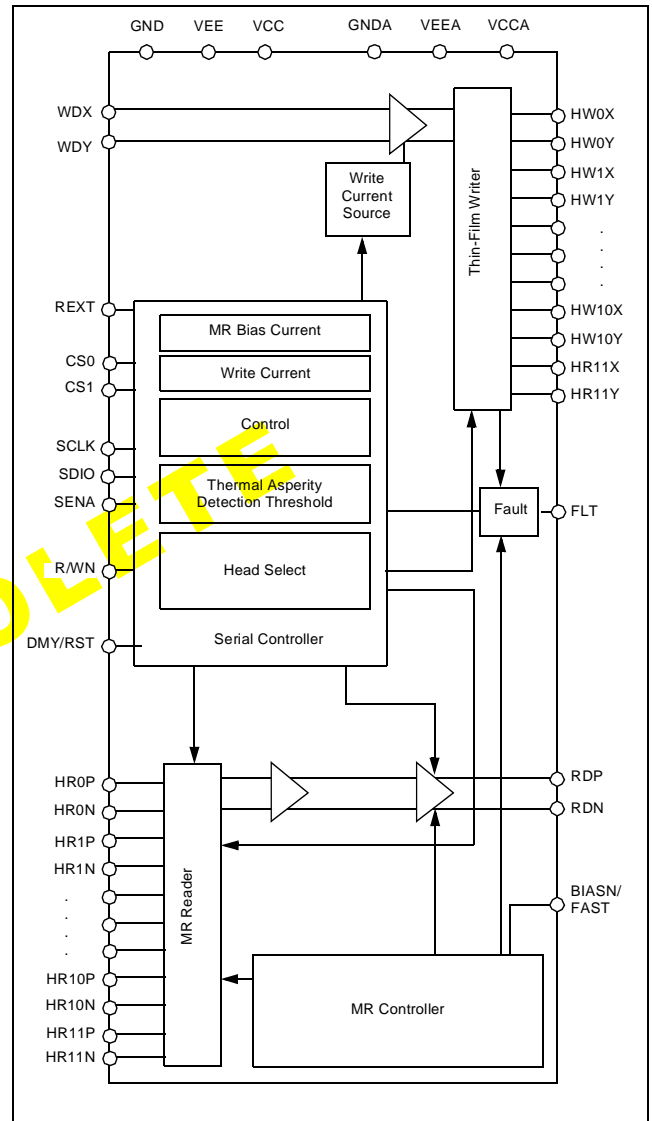 GND VEE VCC GNDA VEEA VCCA
WDX
WDY
Write
Current
Source
Thin-Film Writer
HW0X
HW0Y
HW1X
HW1Y
.
.
.
.
HW10X
HW10Y
HR11X
HR11Y
REXT
CS0
CS1
SCLK
SDIO
SENA
R/WN
DMY/RST
MR Bias Current
Write Current
Control
Thermal Asperity
Detection Threshold
Head Select
Serial Controller
Fault
FLT
OLETE
HR0P
HR0N
HR1P
HR1N
.
.
.
.
HR10P
HR10N
HR11P
HR11N
MR Reader
MR Controller
RDP
RDN
BIASN/
FAST